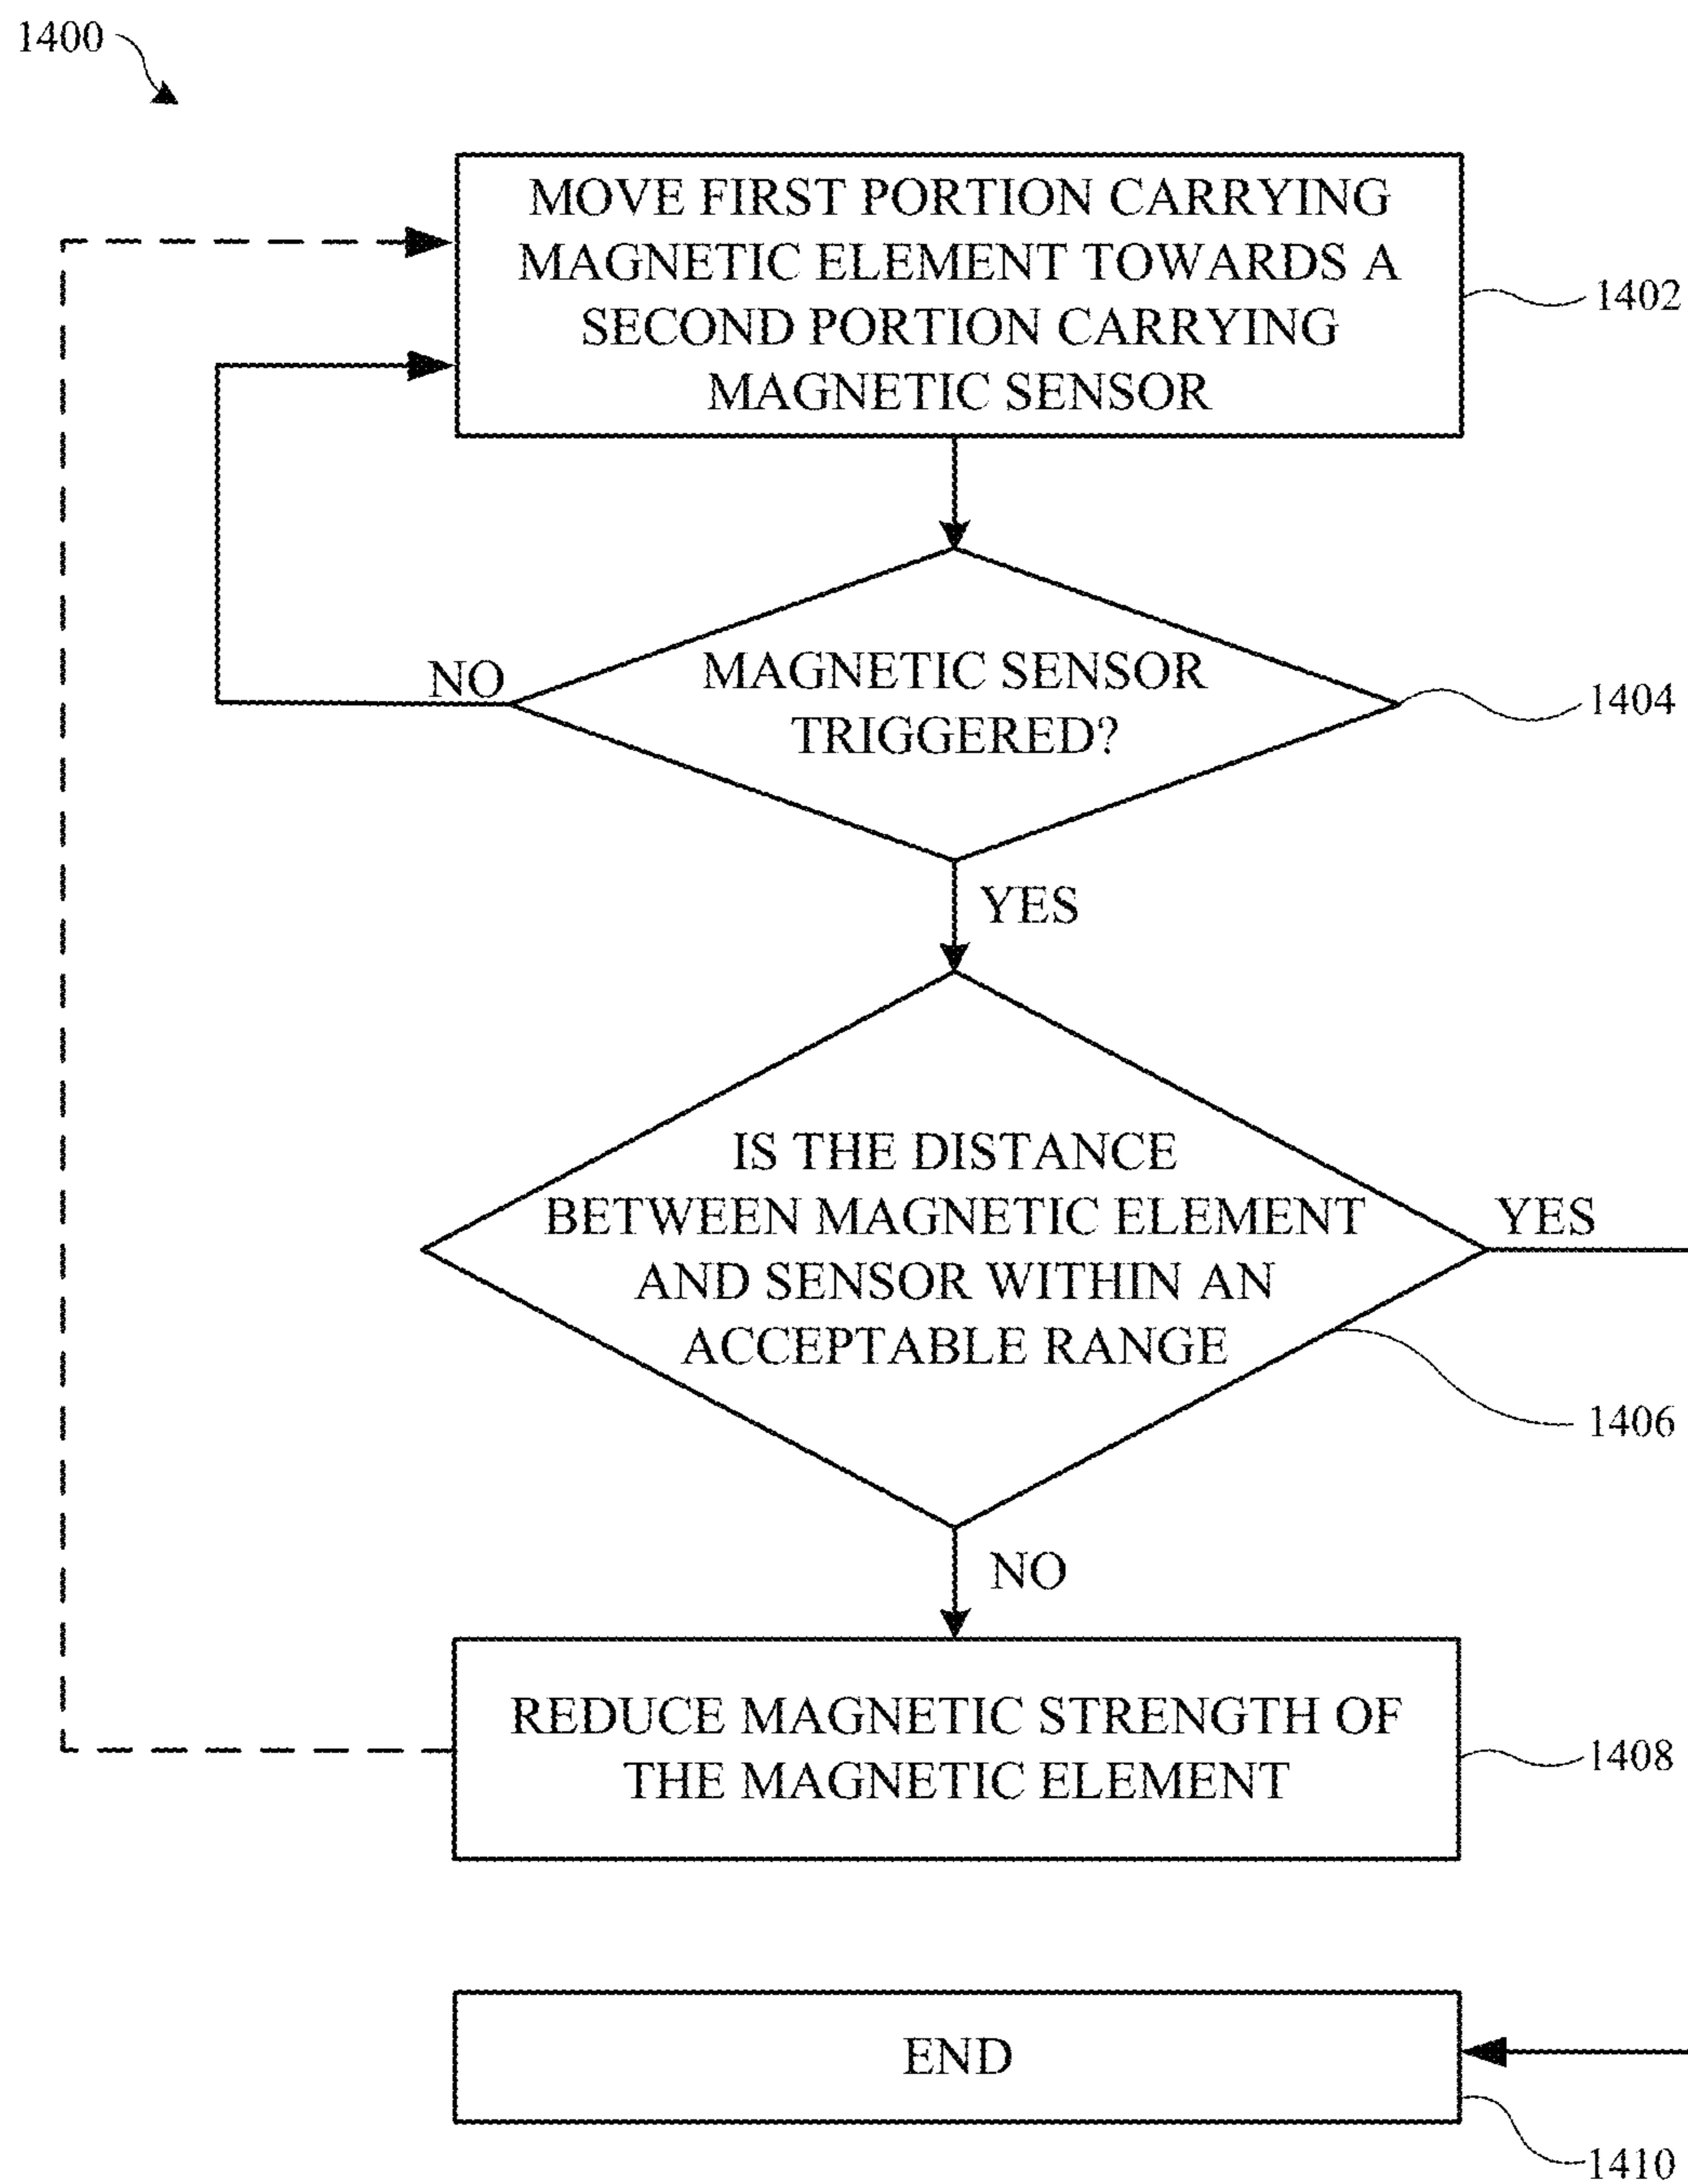 1400
MOVE FIRST PORTION CARRYING
MAGNETIC ELEMENT TOWARDS A
SECOND PORTION CARRYING
MAGNETIC SENSOR
1402
NO
MAGNETIC SENSOR
TRIGGERED?
1404
YES
IS THE DISTANCE
BETWEEN MAGNETIC ELEMENT
AND SENSOR WITHIN AN
ACCEPTABLE RANGE
YES
1406
NO
REDUCE MAGNETIC STRENGTH OF
THE MAGNETIC ELEMENT
1408
END
1410